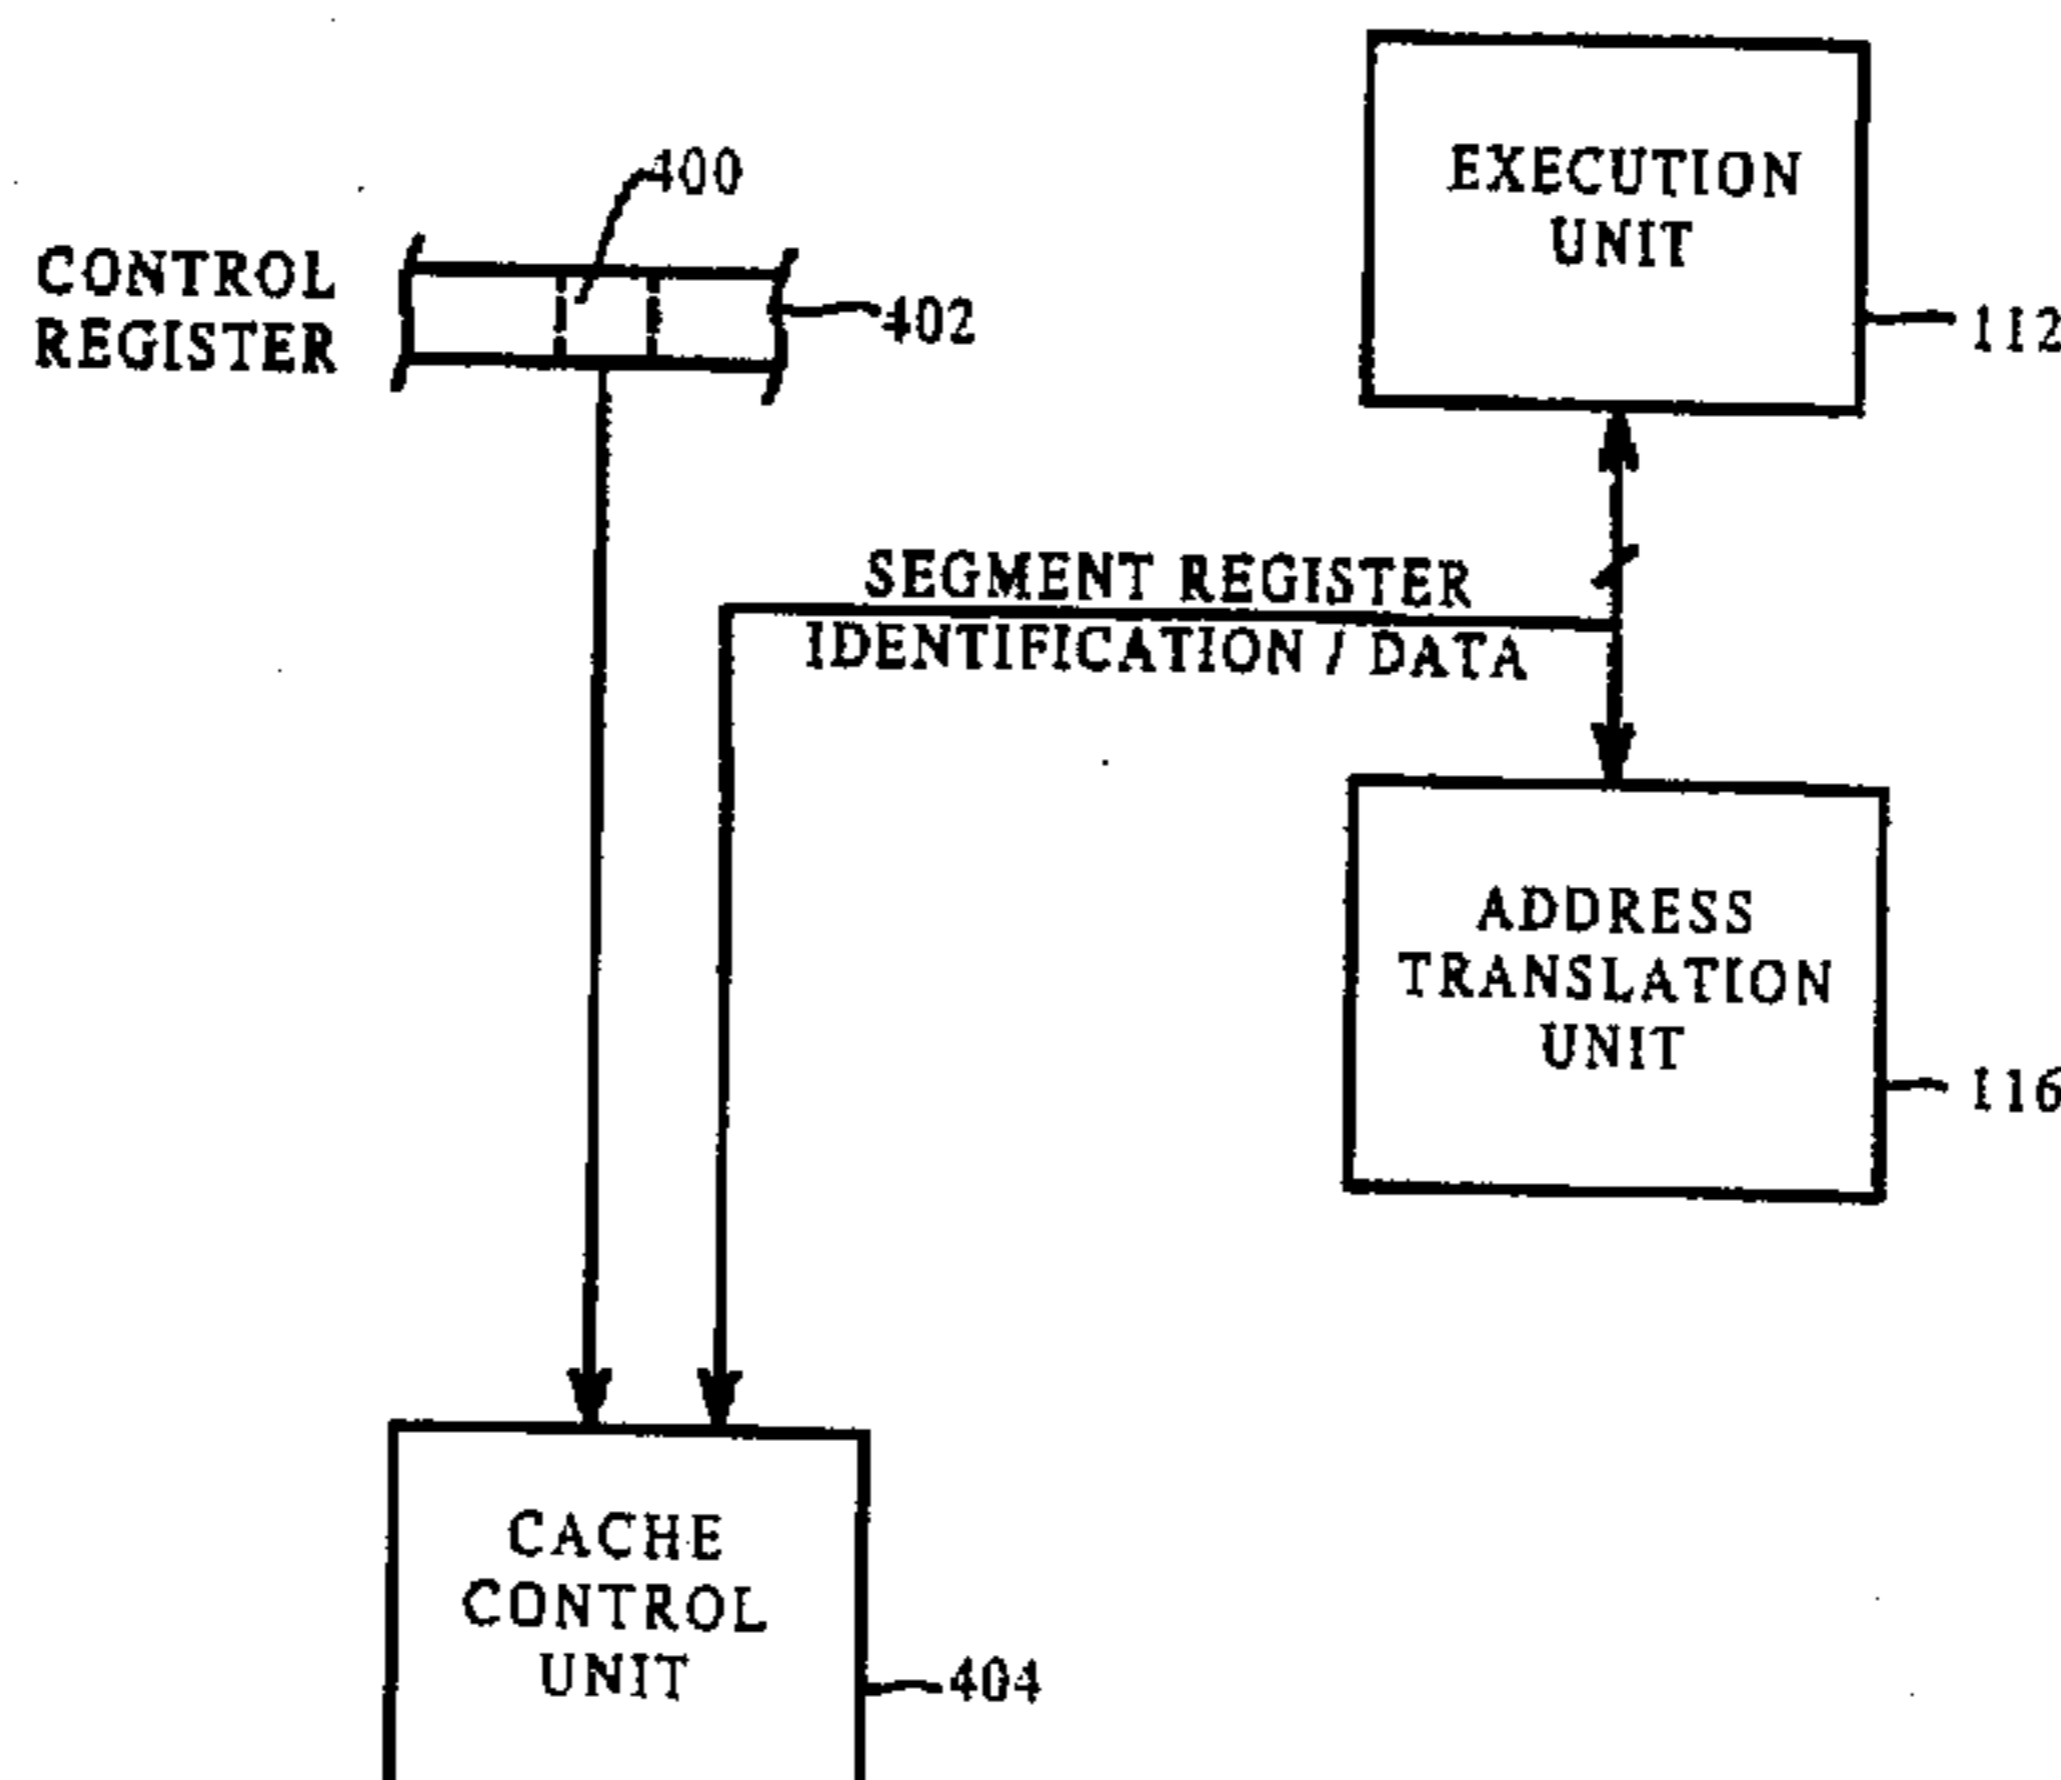 400
CONTROL
REGISTER
402
EXECUTION
UNIT
112
SEGMENT REGISTER
IDENTIFICATION / DATA
ADDRESS
TRANSLATION
UNIT
116
CACHE
CONTROL
UNIT
404